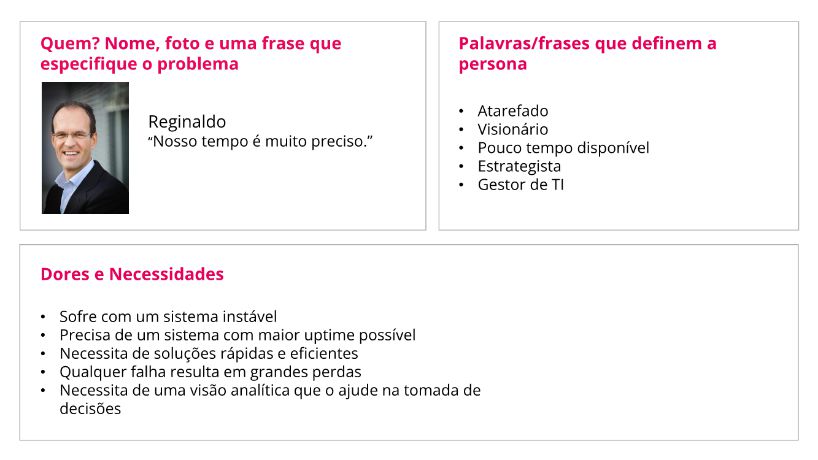 Quem? Nome, foto e uma frase que
especifique o problema
Reginaldo
“Nosso tempo é muito preciso.”
Palavras/frases que definem a
persona
• Atarefado
• Visionário
• Pouco tempo disponível
• Estrategista
• Gestor de TI
Dores e Necessidades
• Sofre com um sistema instável
• Precisa de um sistema com maior uptime possível
• Necessita de soluções rápidas e eficientes
• Qualquer falha resulta em grandes perdas
• Necessita de uma visão analítica que o ajude na tomada de
decisões